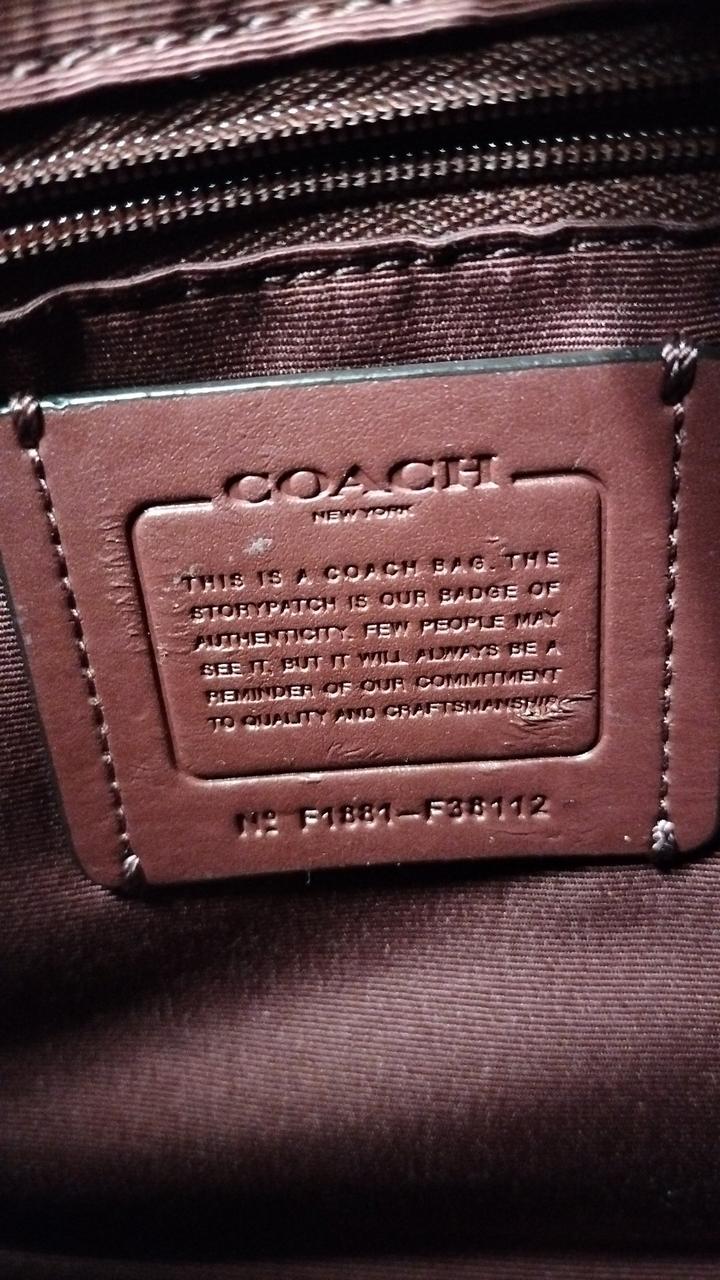 COACH
NEW YORK
THIS IS A COACH BAG. THE
STORYPATCH IS OUR BADGE OF
AUTHENTICITY. FEW PEOPLE MAY
SEE IT, BUT IT WILL ALWAYS BE A
REMINDER OF OUR COMMITMENT
TO QUALITY AND CRAFTSMANSHIP.
Nº F1881-F38112